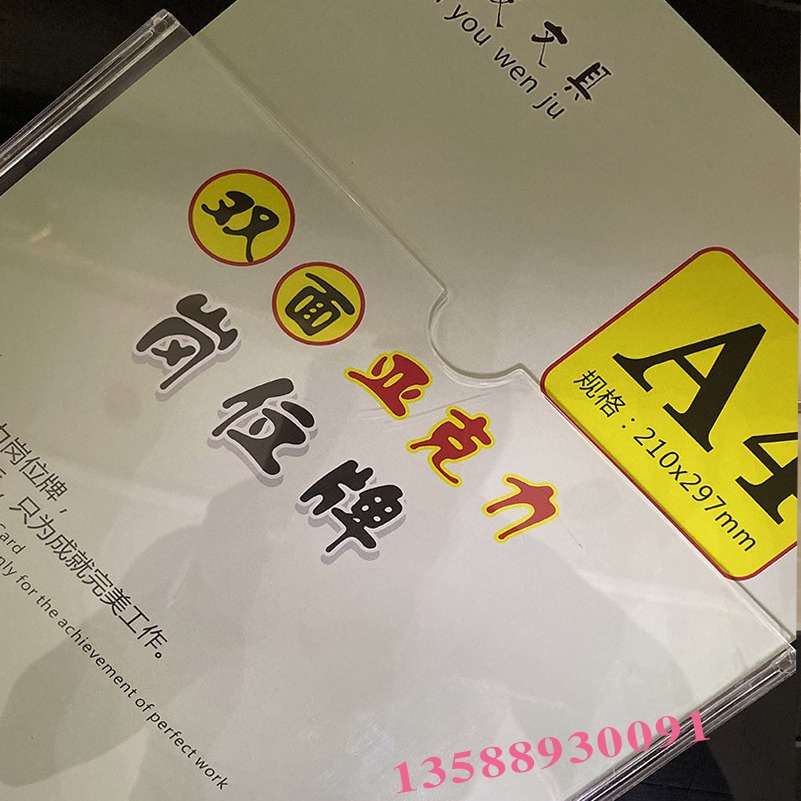 文具
you wen ju
双面亚克力
岗位牌
A4
规格：210x297mm
岗位牌，
只为成就完美工作。
Card
for the achievement of perfect work
13588930091